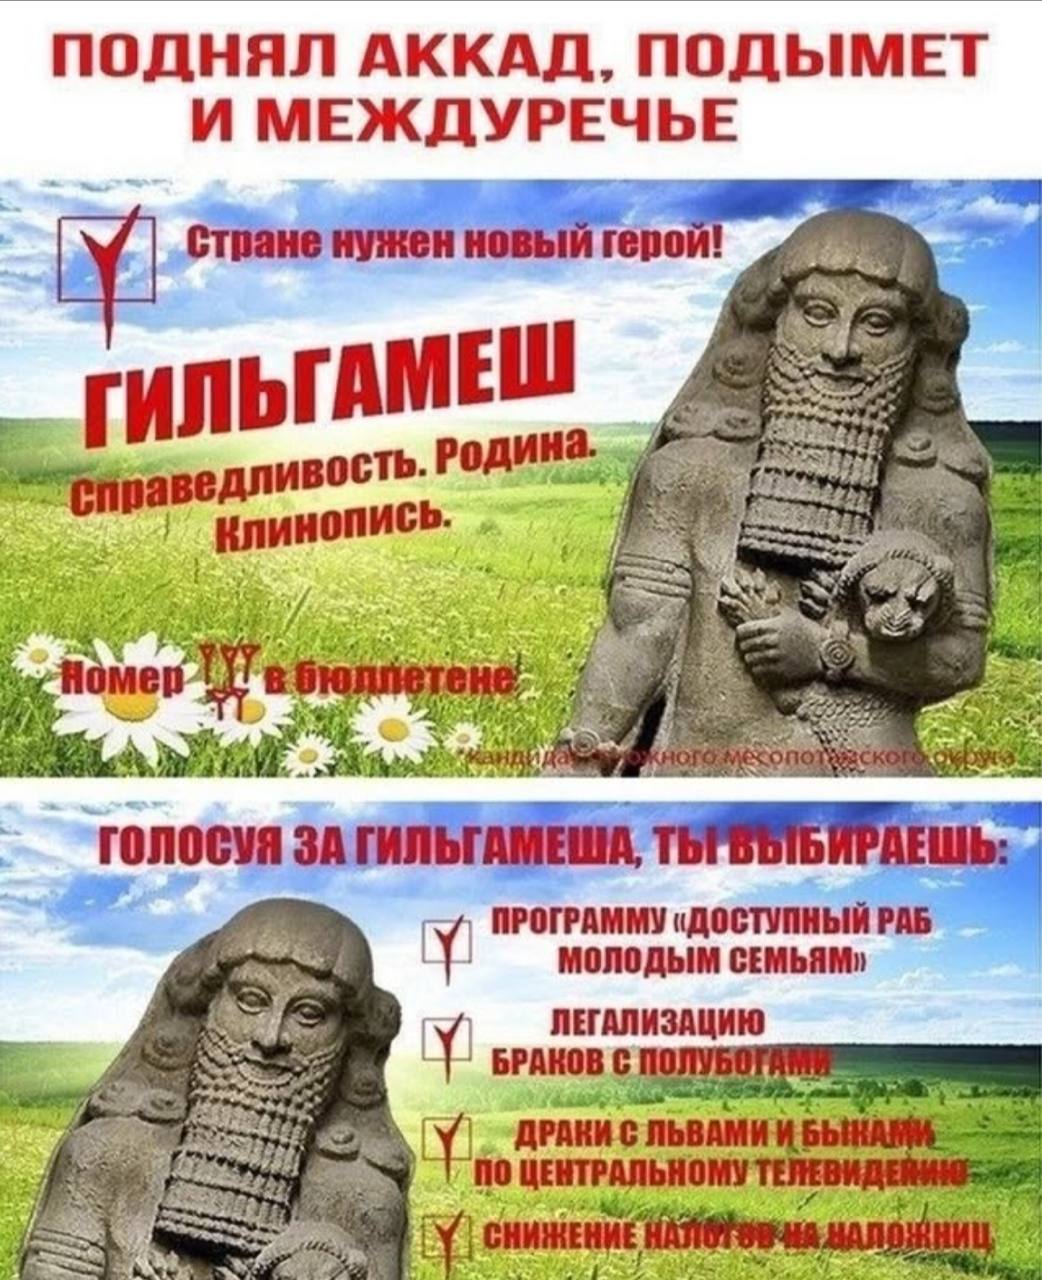 ПОДНЯЛ АККАД, ПОДЫМЕТ
И МЕЖДУРЕЧЬЕ
Стране нужен новый герой!
ГИЛЬГАМЕШ
Справедливость. Родина.
Клинопись.
Номер 𒐙 в бюллетене!
ГОЛОСУЯ ЗА ГИЛЬГАМЕША, ТЫ ВЫБИРАЕШЬ:
ПРОГРАММУ «ДОСТУПНЫЙ РАБ
МОЛОДЫМ СЕМЬЯМ»
ЛЕГАЛИЗАЦИЮ
БРАКОВ С ПОЛУБОГАМИ
ДРАКИ С ЛЬВАМИ И БЫКАМИ
ПО ЦЕНТРАЛЬНОМУ ТЕЛЕВИДЕНИЮ
СНИЖЕНИЕ НАЛОГОВ НА НАЛОЖНИЦ